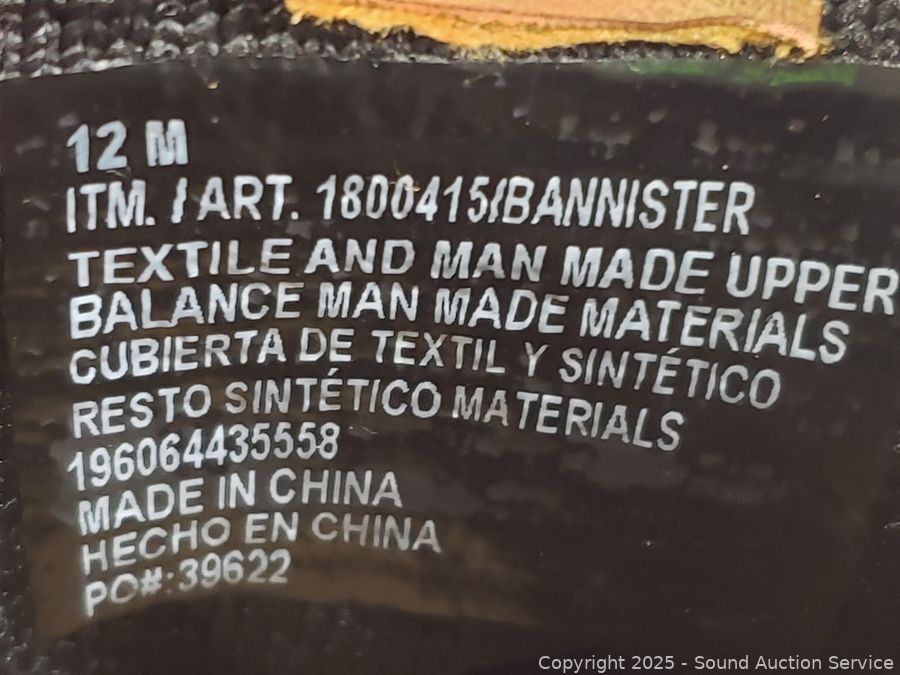 12 M
ITM. / ART. 1800415/BANNISTER
TEXTILE AND MAN MADE UPPER
BALANCE MAN MADE MATERIALS
CUBIERTA DE TEXTIL Y SINTÉTICO
RESTO SINTÉTICO MATERIALS
196064435558
MADE IN CHINA
HECHO EN CHINA
PO#:39622
Copyright 2025 - Sound Auction Service